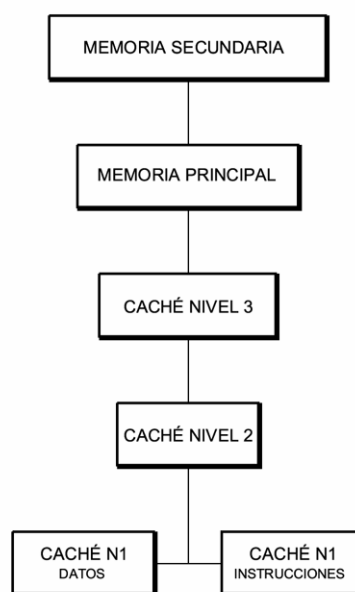 MEMORIA SECUNDARIA
MEMORIA PRINCIPAL
CACHÉ NIVEL 3
CACHÉ NIVEL 2
CACHÉ N1
DATOS
CACHÉ N1
INSTRUCCIONES